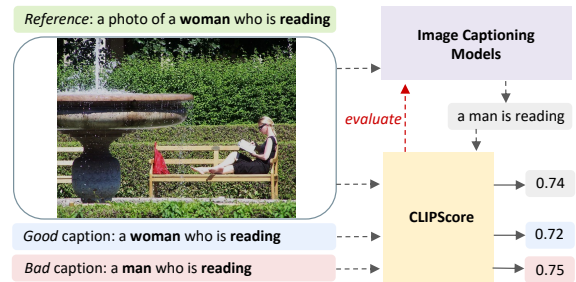 Reference: a photo of a woman who is reading
Image Captioning
Models
evaluate
a man is reading
CLIPScore
0.74
Good caption: a woman who is reading
0.72
Bad caption: a man who is reading
0.75